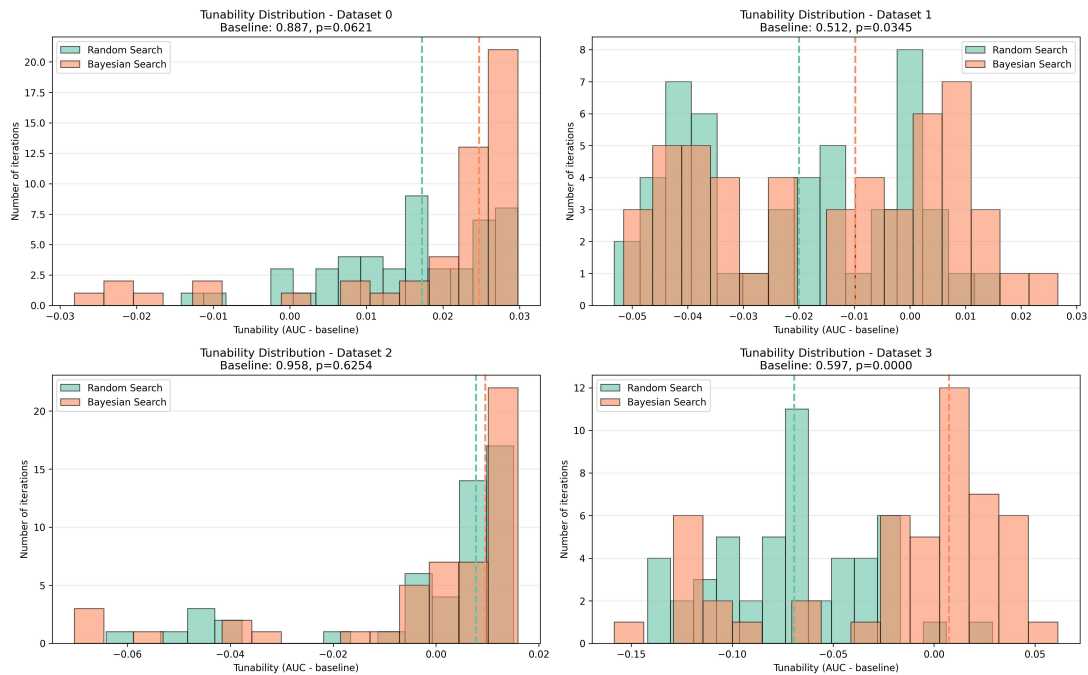 Tunability Distribution - Dataset 0
Baseline: 0.887, p=0.0621
Random Search
Bayesian Search
Number of iterations
20.0
17.5
15.0
12.5
10.0
7.5
5.0
2.5
0.0
−0.03 −0.02 −0.01 0.00 0.01 0.02 0.03
Tunability (AUC - baseline)
Tunability Distribution - Dataset 1
Baseline: 0.512, p=0.0345
Random Search
Bayesian Search
Number of iterations
8
7
6
5
4
3
2
1
0
−0.05 −0.04 −0.03 −0.02 −0.01 0.00 0.01 0.02 0.03
Tunability (AUC - baseline)
Tunability Distribution - Dataset 2
Baseline: 0.958, p=0.6254
Random Search
Bayesian Search
Number of iterations
20
15
10
5
0
−0.06 −0.04 −0.02 0.00 0.02
Tunability (AUC - baseline)
Tunability Distribution - Dataset 3
Baseline: 0.597, p=0.0000
Random Search
Bayesian Search
Number of iterations
12
10
8
6
4
2
0
−0.15 −0.10 −0.05 0.00 0.05
Tunability (AUC - baseline)